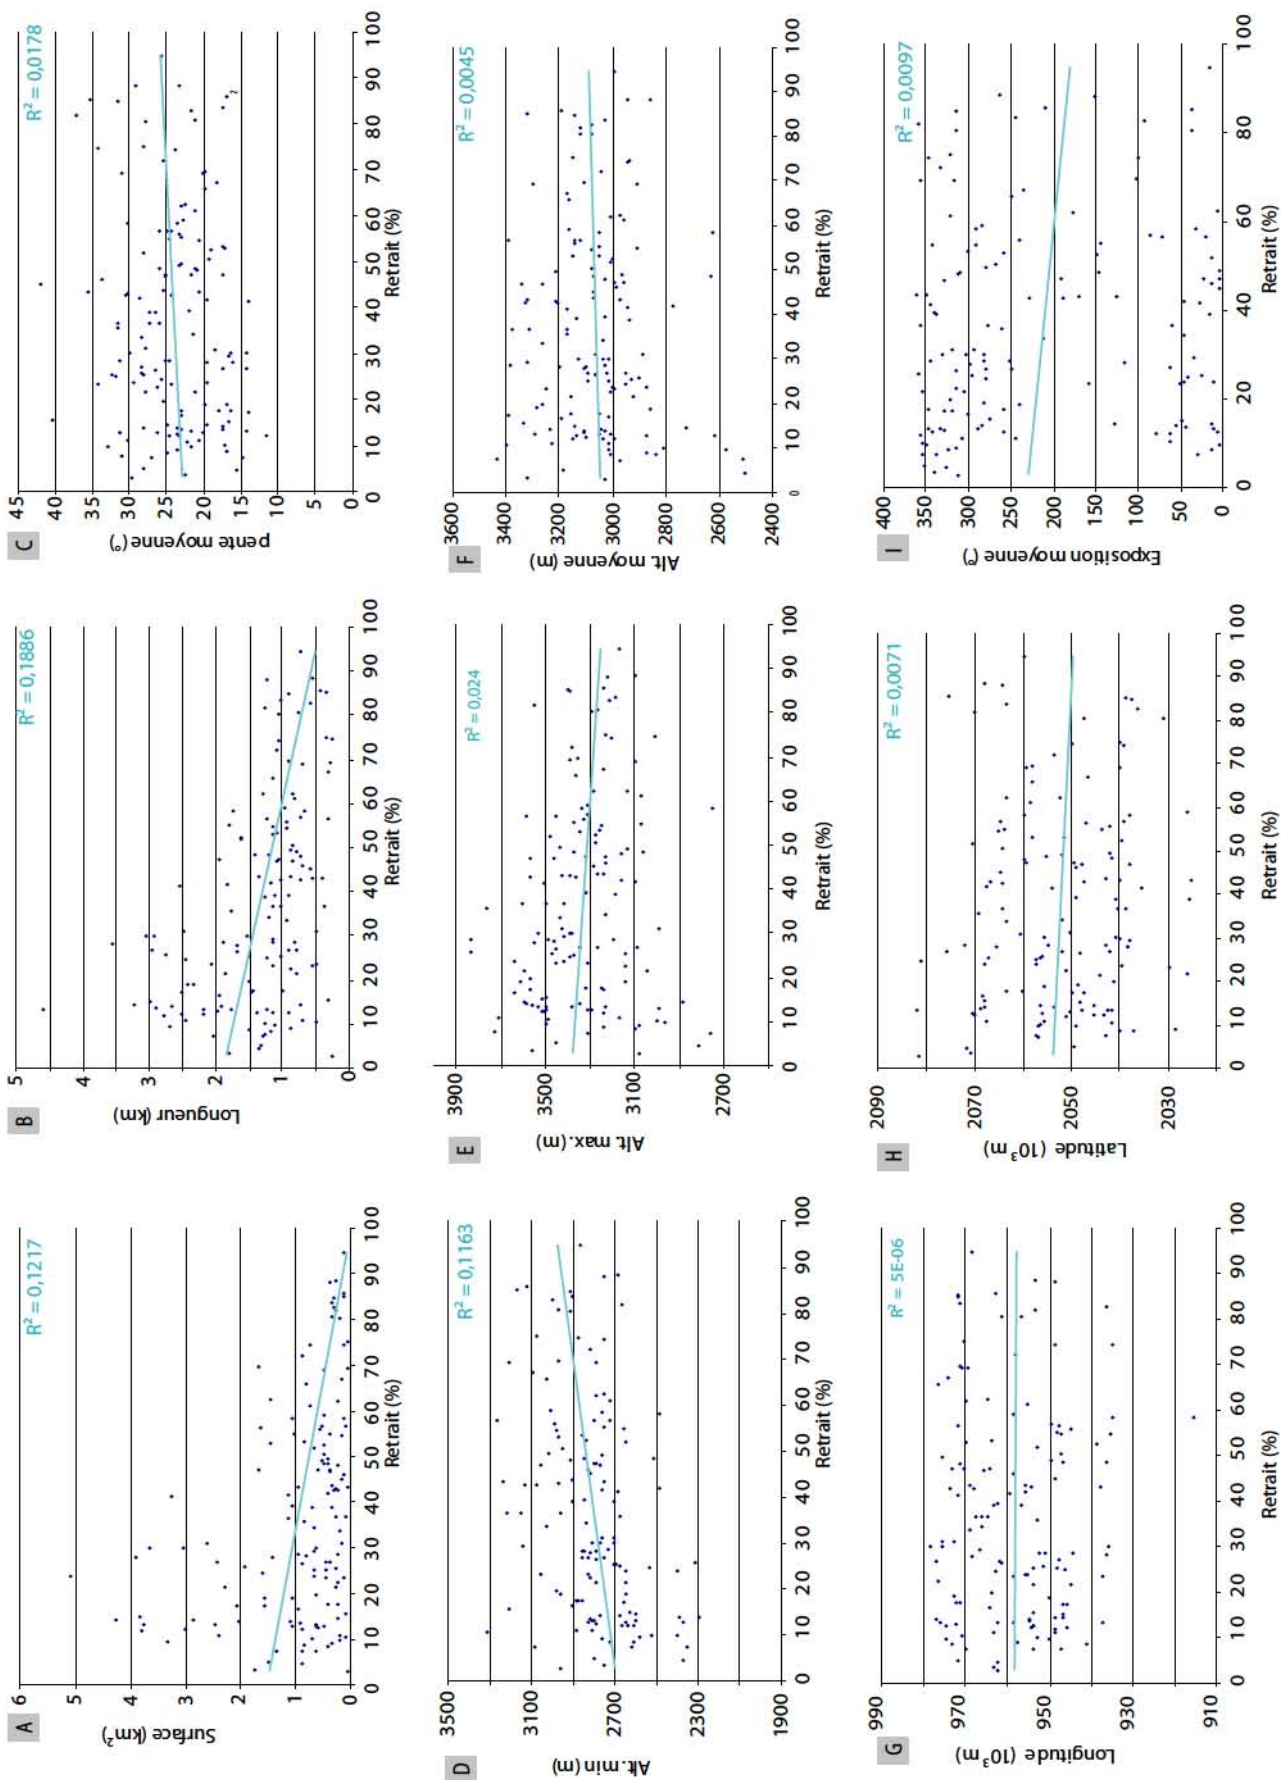 A
R² = 0,1217
Surface (km²)
6
5
4
3
2
1
0
0 10 20 30 40 50 60 70 80 90 100
Retrait (%)
B
R² = 0,1886
Longueur (km)
5
4
3
2
1
0
0 10 20 30 40 50 60 70 80 90 100
Retrait (%)
C
R² = 0,0178
pente moyenne (°)
45
40
35
30
25
20
15
10
5
0
0 10 20 30 40 50 60 70 80 90 100
Retrait (%)
D
R² = 0,1163
Alt. min (m)
3500
3100
2700
2300
1900
0 10 20 30 40 50 60 70 80 90 100
Retrait (%)
E
R² = 0,024
Alt. max. (m)
3900
3500
3100
2700
0 10 20 30 40 50 60 70 80 90 100
Retrait (%)
F
R² = 0,0045
Alt. moyenne (m)
3600
3400
3200
3000
2800
2600
2400
0 10 20 30 40 50 60 70 80 90 100
Retrait (%)
G
R² = 5E-06
Longitude (10³ m)
990
970
950
930
910
0 10 20 30 40 50 60 70 80 90 100
Retrait (%)
H
R² = 0,0071
Latitude (10³ m)
2090
2070
2050
2030
0 10 20 30 40 50 60 70 80 90 100
Retrait (%)
I
R² = 0,0097
Exposition moyenne (°)
400
350
300
250
200
150
100
50
0
0 20 40 60 80 100
Retrait (%)